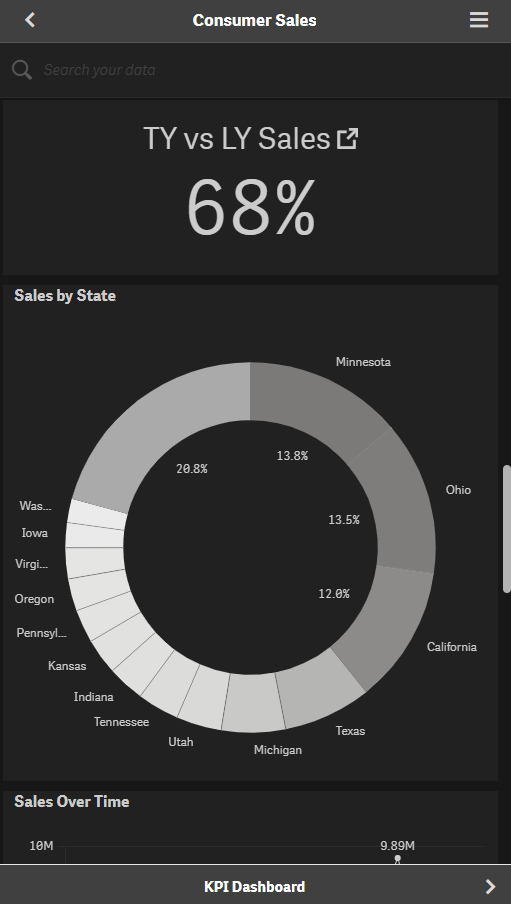 Consumer Sales
Search your data
TY vs LY Sales
68%
Sales by State
Minnesota
13.8%
20.8%
Ohio
Was...
13.5%
Iowa
Virgi...
12.0%
Oregon
Pennsyl...
California
Kansas
Indiana
Tennessee
Texas
Utah
Michigan
Sales Over Time
10M
9.89M
KPI Dashboard